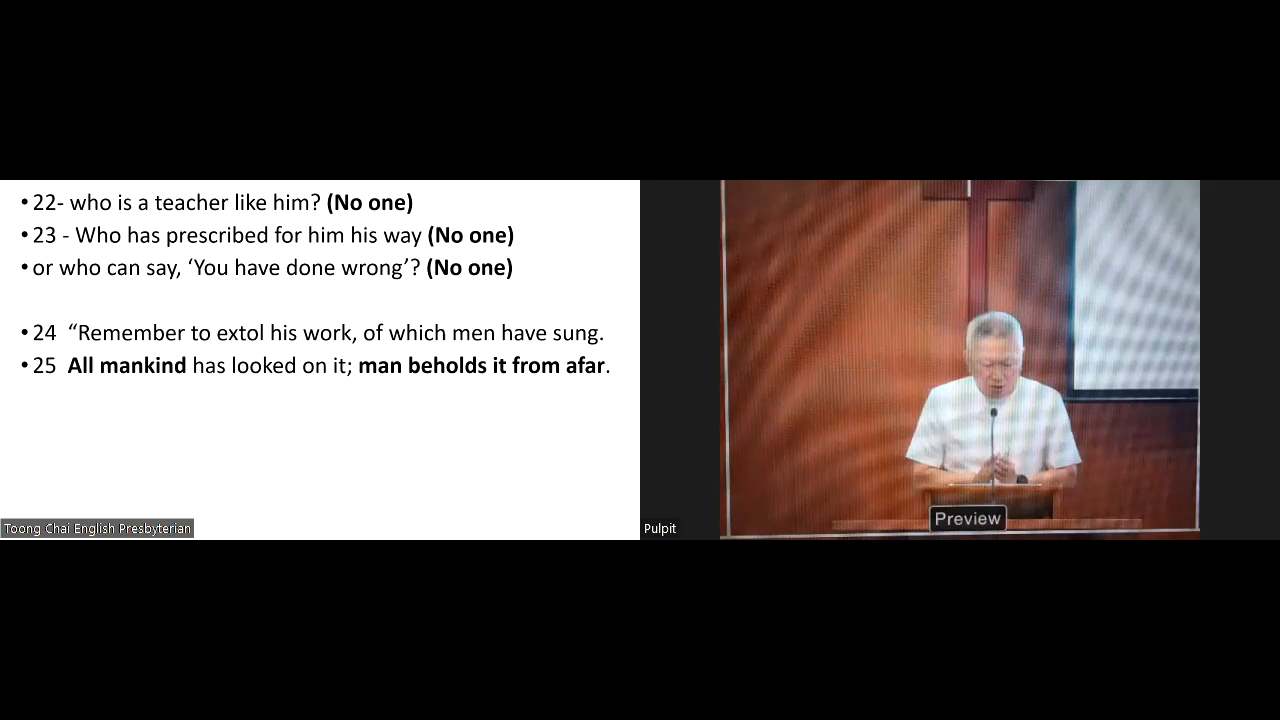 • 22- who is a teacher like him? (No one)
• 23 - Who has prescribed for him his way (No one)
• or who can say, ‘You have done wrong’? (No one)
• 24  “Remember to extol his work, of which men have sung.
• 25  All mankind has looked on it; man beholds it from afar.
Toong Chai English Presbyterian
Pulpit
Preview